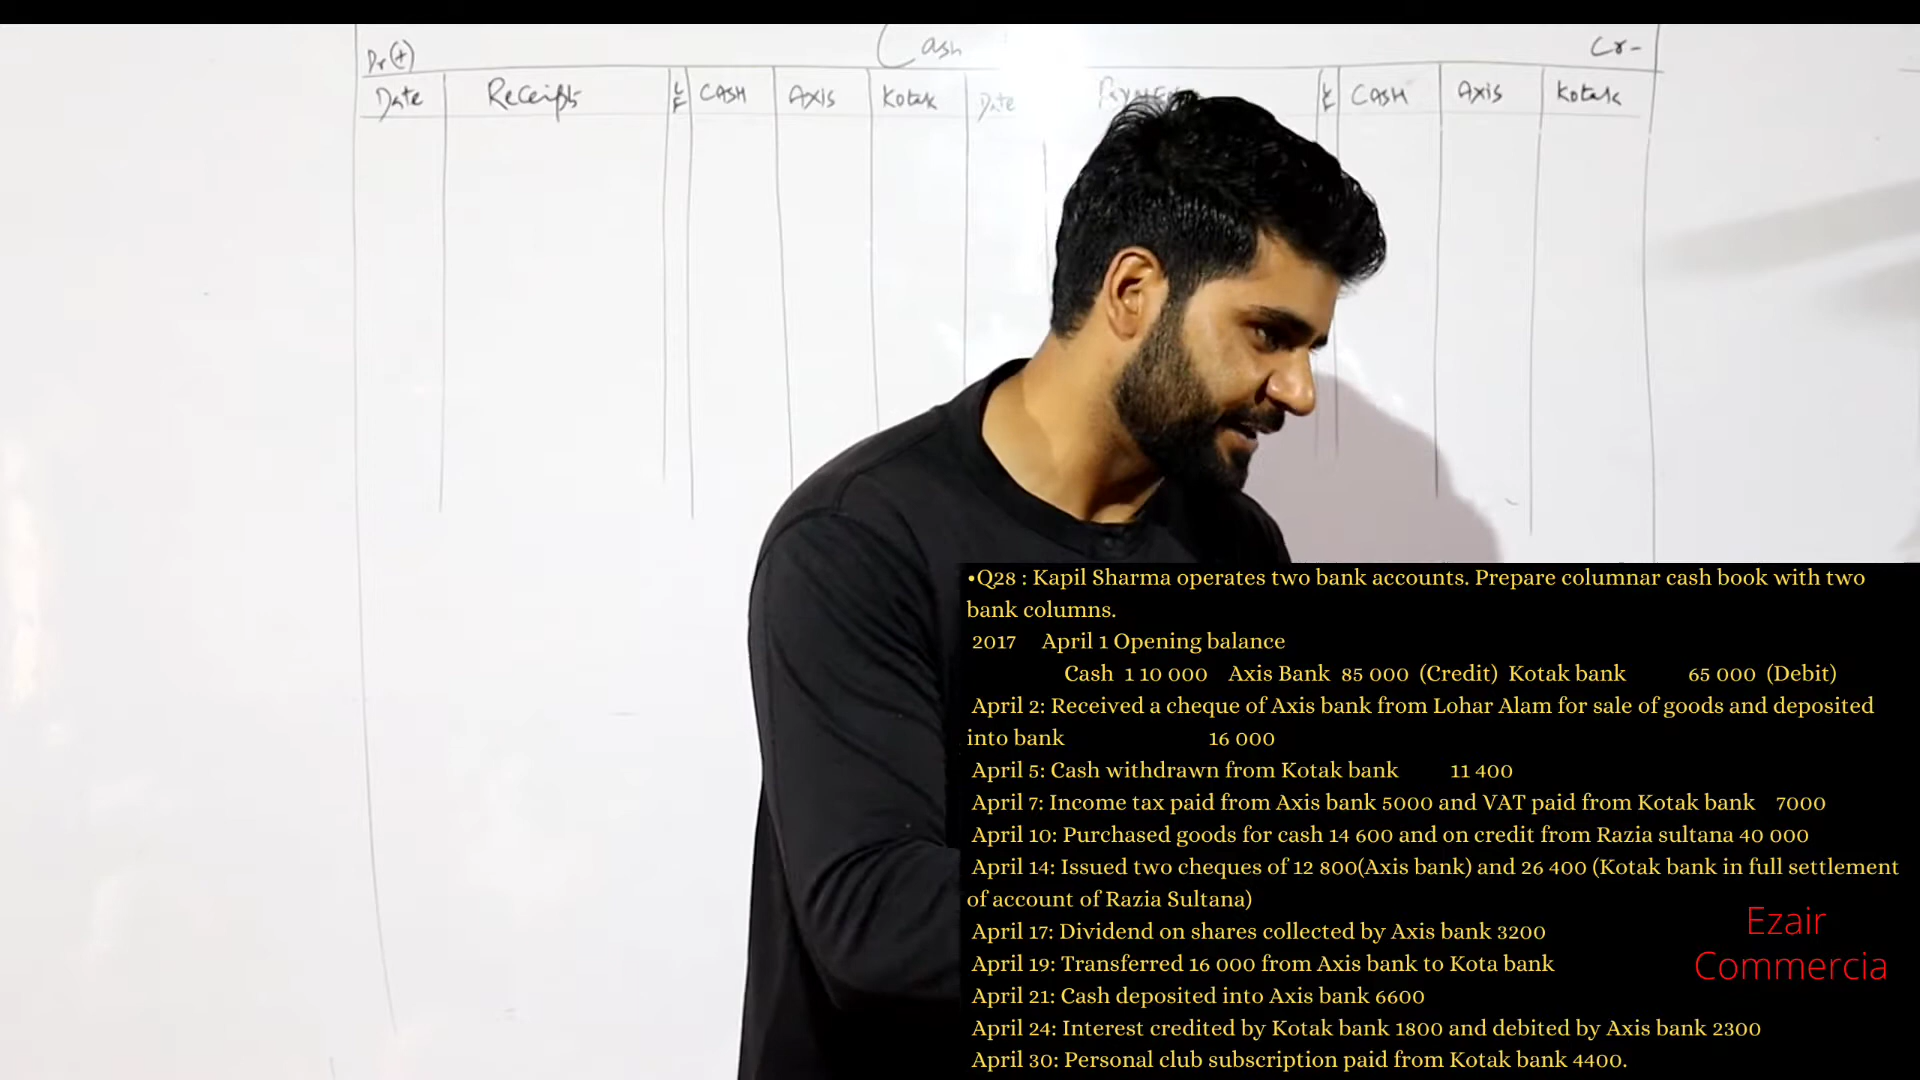 Dr(+) Cash Cr-
Date Receipts LF CASH Axis Kotak Date Payment LF CASH Axis Kotak
•Q28 : Kapil Sharma operates two bank accounts. Prepare columnar cash book with two
bank columns.
2017 April 1 Opening balance
Cash 1 10 000 Axis Bank 85 000 (Credit) Kotak bank 65 000 (Debit)
April 2: Received a cheque of Axis bank from Lohar Alam for sale of goods and deposited
into bank 16 000
April 5: Cash withdrawn from Kotak bank 11 400
April 7: Income tax paid from Axis bank 5000 and VAT paid from Kotak bank 7000
April 10: Purchased goods for cash 14 600 and on credit from Razia sultana 40 000
April 14: Issued two cheques of 12 800(Axis bank) and 26 400 (Kotak bank in full settlement
of account of Razia Sultana)
April 17: Dividend on shares collected by Axis bank 3200
April 19: Transferred 16 000 from Axis bank to Kota bank
April 21: Cash deposited into Axis bank 6600
April 24: Interest credited by Kotak bank 1800 and debited by Axis bank 2300
April 30: Personal club subscription paid from Kotak bank 4400.
Ezair
Commercia